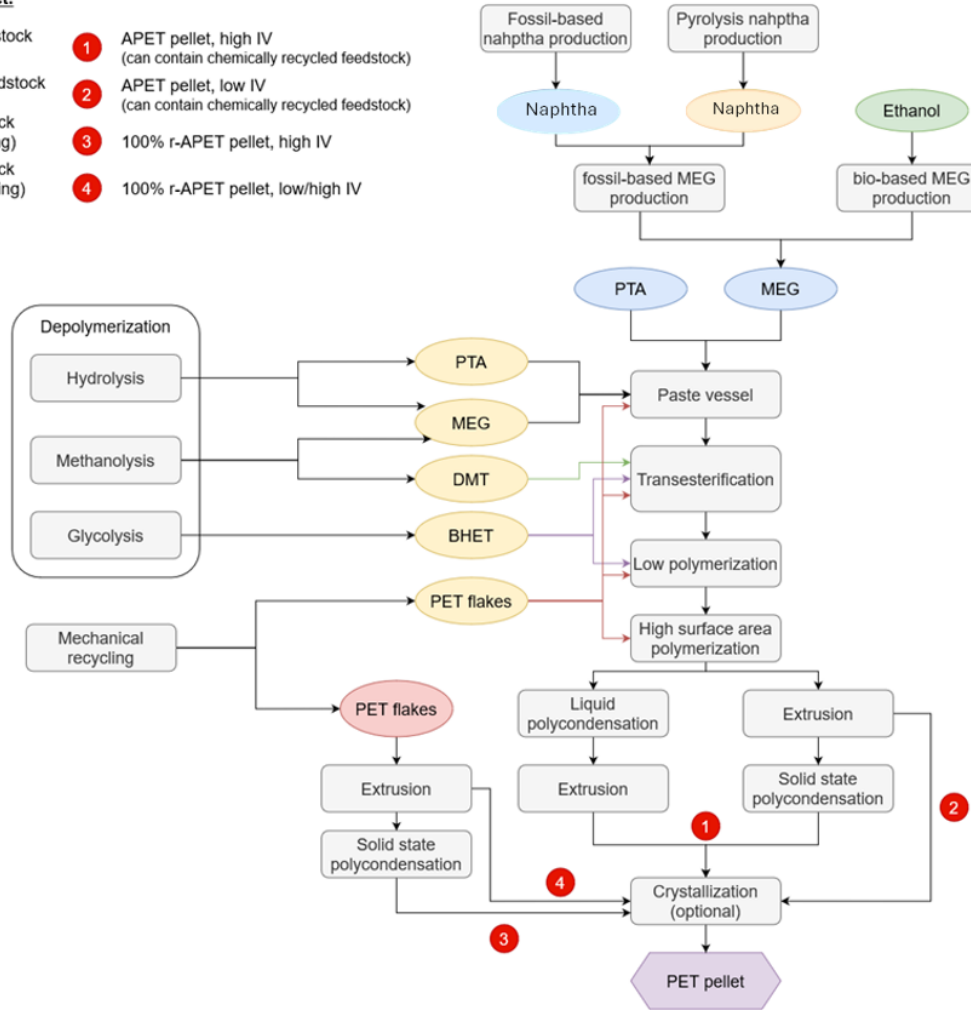 stock
1 APET pellet, high IV
(can contain chemically recycled feedstock)
dstock
2 APET pellet, low IV
(can contain chemically recycled feedstock)
ck
ng)
3 100% r-APET pellet, high IV
ck
ing)
4 100% r-APET pellet, low/high IV
Fossil-based
nahptha production
Pyrolysis nahptha
production
Naphtha
Naphtha
Ethanol
fossil-based MEG
production
bio-based MEG
production
PTA
MEG
Depolymerization
Hydrolysis
Methanolysis
Glycolysis
PTA
MEG
DMT
BHET
PET flakes
Mechanical
recycling
PET flakes
Paste vessel
Transesterification
Low polymerization
High surface area
polymerization
Liquid
polycondensation
Extrusion
Extrusion
Extrusion
Solid state
polycondensation
Solid state
polycondensation
1
2
4
3
Crystallization
(optional)
PET pellet